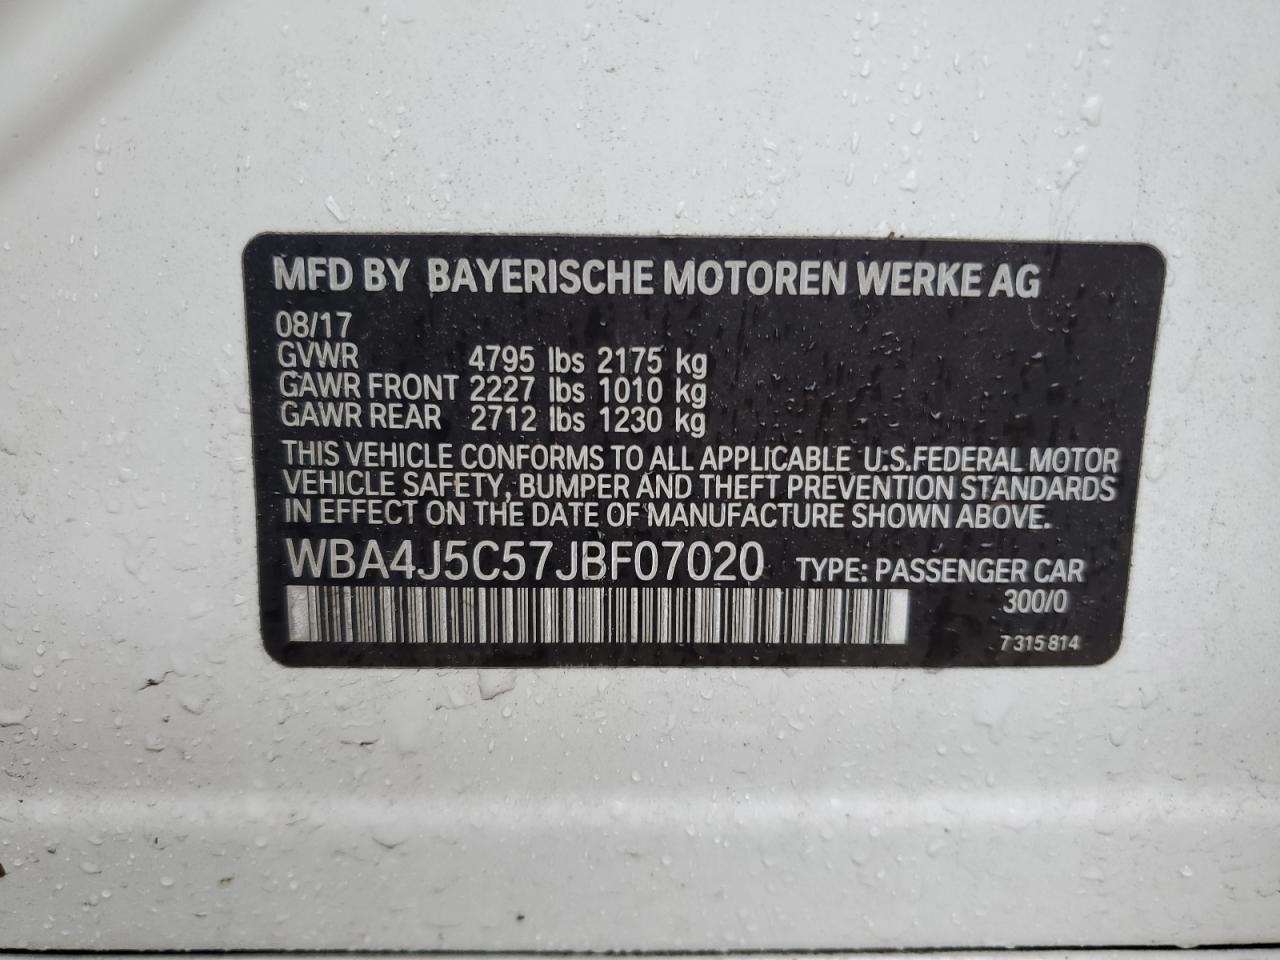 MFD BY BAYERISCHE MOTOREN WERKE AG
08/17
GVWR 4795 lbs 2175 kg
GAWR FRONT 2227 lbs 1010 kg
GAWR REAR 2712 lbs 1230 kg
THIS VEHICLE CONFORMS TO ALL APPLICABLE U.S.FEDERAL MOTOR
VEHICLE SAFETY, BUMPER AND THEFT PREVENTION STANDARDS
IN EFFECT ON THE DATE OF MANUFACTURE SHOWN ABOVE.
WBA4J5C57JBF07020 TYPE: PASSENGER CAR
300/0
7 315 814